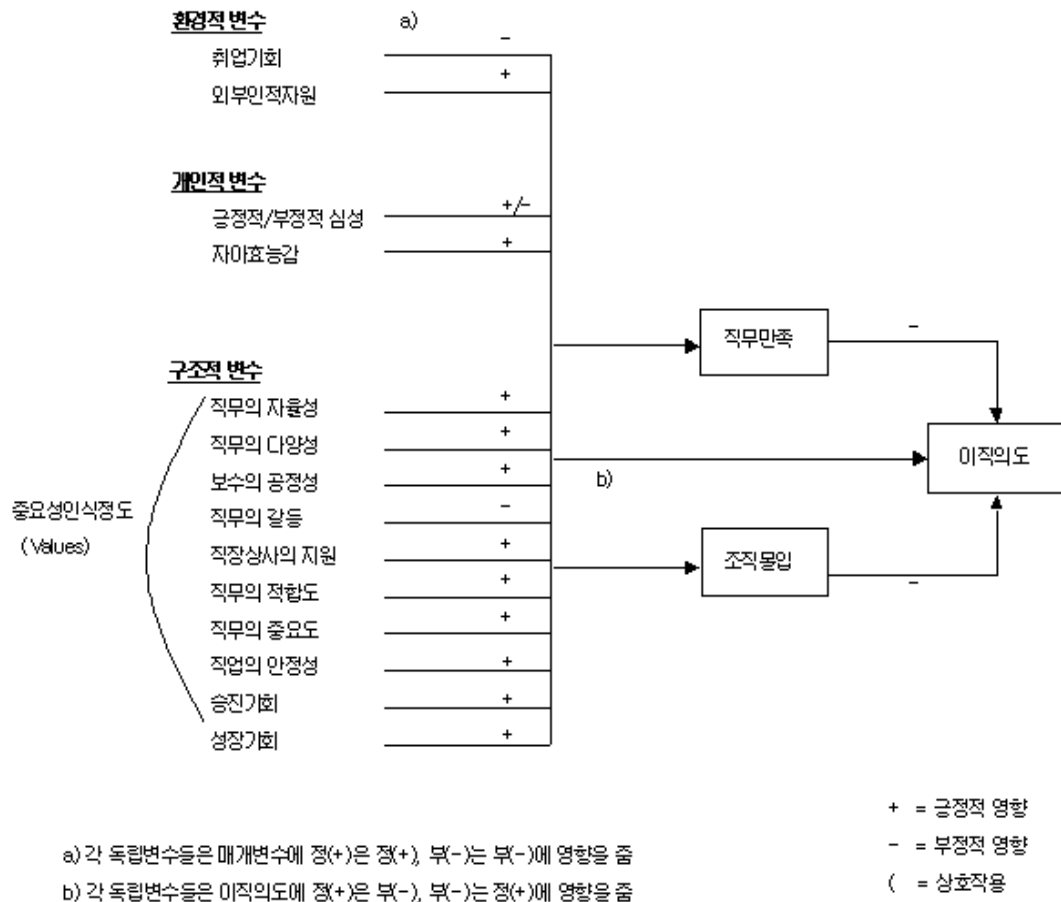 환경적 변수 a)
취업기회 -
외부인적자원 +
개인적 변수
긍정적/부정적 심성 +/-
자아효능감 +
직무만족 -
구조적 변수
직무의 자율성 +
직무의 다양성 +
이직의도
보수의 공정성 +
b)
중요성인식정도
(Values)
직무의 갈등 -
직장상사의 지원 +
조직몰입 -
직무의 적합도 +
직무의 중요도 +
직업의 안정성 +
승진기회 +
성장기회 +
+ = 긍정적 영향
- = 부정적 영향
( = 상호작용
a) 각 독립변수들은 매개변수에 정(+)은 정(+), 부(-)는 부(-)에 영향을 줌
b) 각 독립변수들은 이직의도에 정(+)은 부(-), 부(-)는 정(+)에 영향을 줌